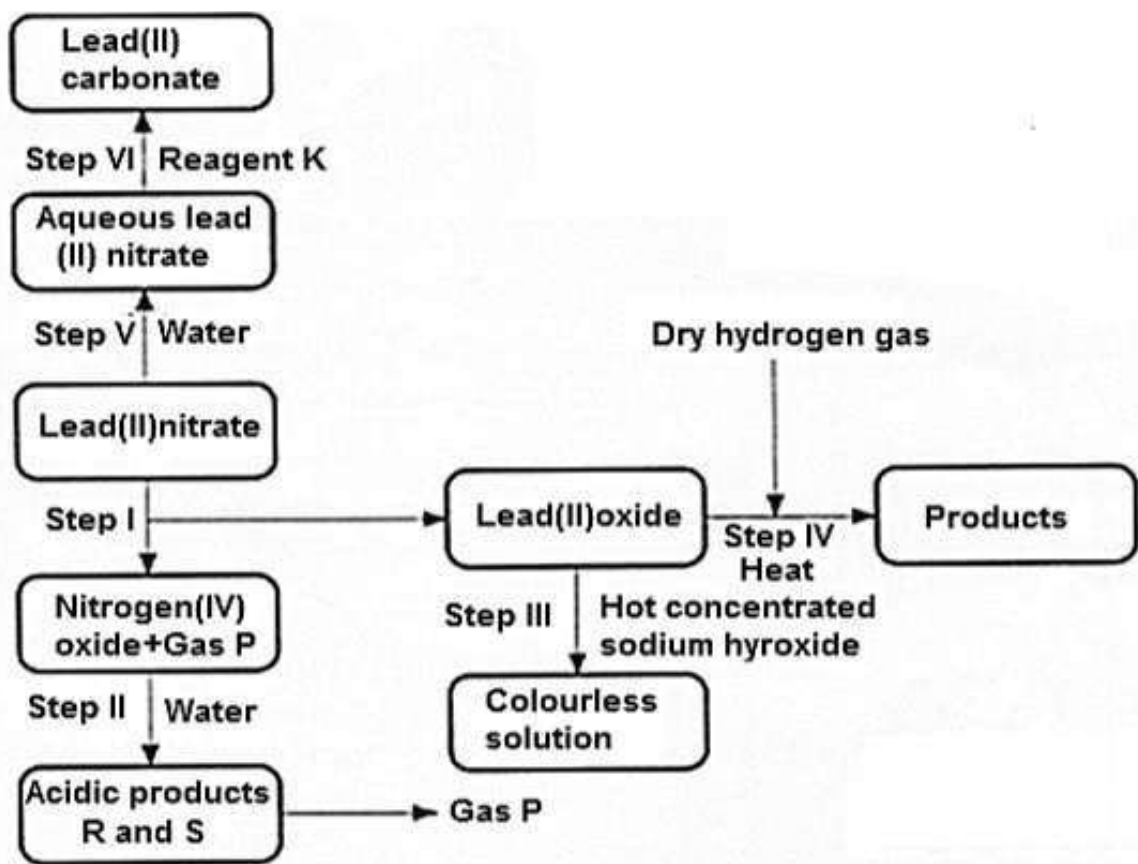 Lead(II)
carbonate
Step VI Reagent K
Aqueous lead
(II) nitrate
Step V Water
Dry hydrogen gas
Lead(II)nitrate
Step I
Lead(II)oxide
Step IV
Heat
Products
Nitrogen(IV)
oxide+Gas P
Step III
Hot concentrated
sodium hyroxide
Step II Water
Colourless
solution
Acidic products
R and S
Gas P